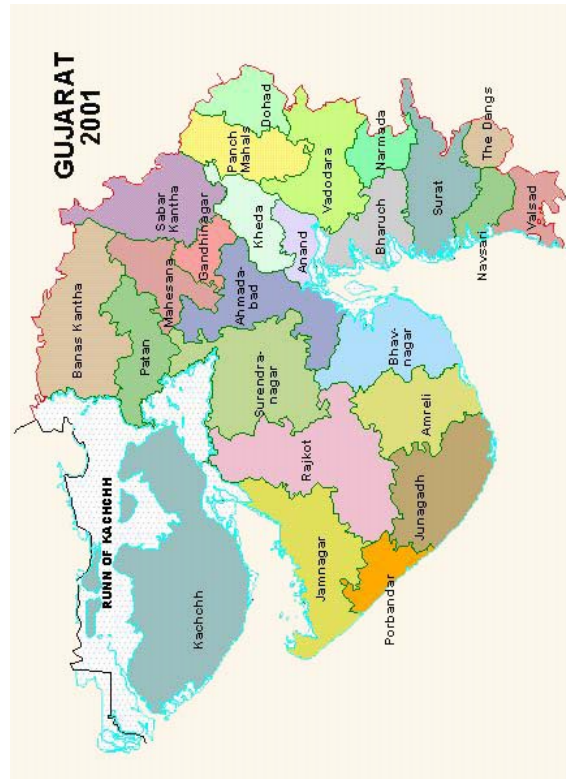 GUJARAT
2001
Banas Kantha
Patan
Mahesana
Sabar
Kantha
Gandhinagar
RUNN OF KACHCHH
Kachchh
Surendra-
nagar
Ahmada-
bad
Kheda
Anand
Panch
Mahals
Dohad
Vadodara
Narmada
Bharuch
Surat
The Dangs
Navsari
Valsad
Rajkot
Jamnagar
Porbandar
Junagadh
Amreli
Bhav-
nagar